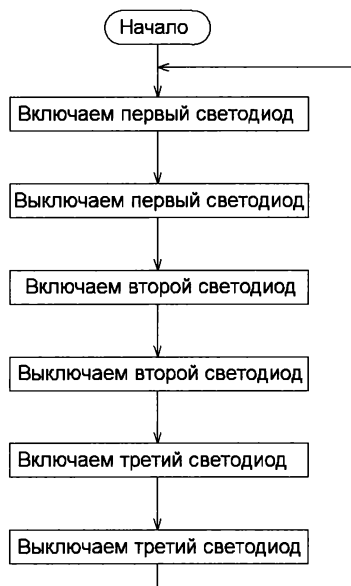 Начало
Включаем первый светодиод
Выключаем первый светодиод
Включаем второй светодиод
Выключаем второй светодиод
Включаем третий светодиод
Выключаем третий светодиод